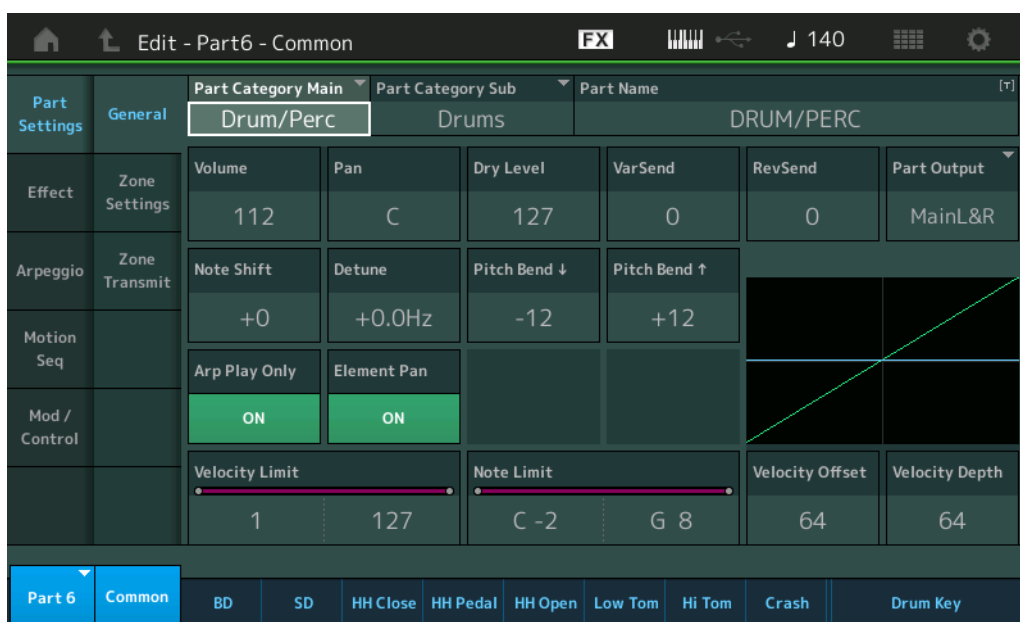 Edit - Part6 - Common
FX
♩ 140
Part Settings
Effect
Arpeggio
Motion Seq
Mod / Control
General
Zone Settings
Zone Transmit
Part Category Main
Drum/Perc
Part Category Sub
Drums
Part Name
[T]
DRUM/PERC
Volume
112
Pan
C
Dry Level
127
VarSend
0
RevSend
0
Part Output
MainL&R
Note Shift
+0
Detune
+0.0Hz
Pitch Bend ↓
-12
Pitch Bend ↑
+12
Arp Play Only
ON
Element Pan
ON
Velocity Limit
1 127
Note Limit
C -2 G 8
Velocity Offset
64
Velocity Depth
64
Part 6
Common
BD
SD
HH Close
HH Pedal
HH Open
Low Tom
Hi Tom
Crash
Drum Key